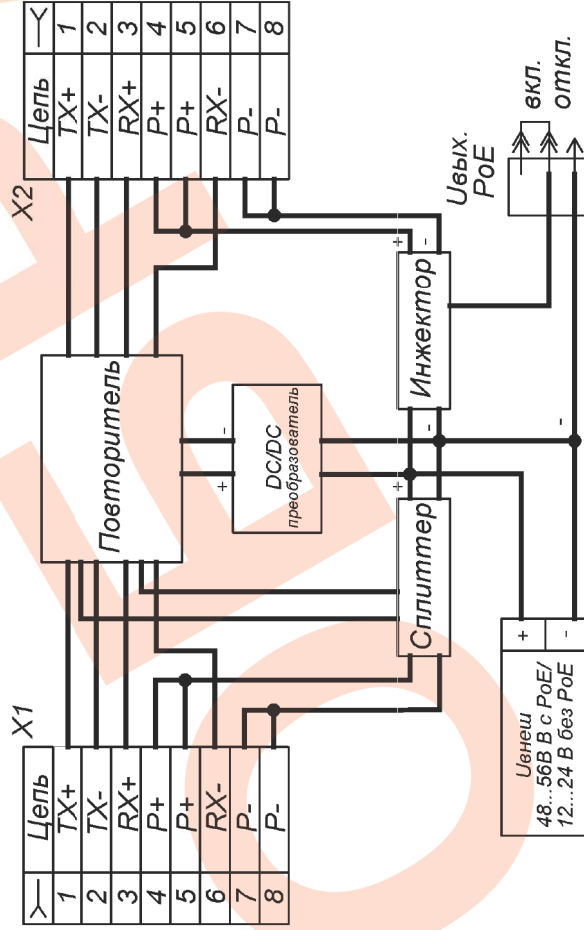 X1
Цепь
1 TX+
2 TX-
3 RX+
4 P+
5 P+
6 RX-
7 P-
8 P-
X2
Цепь
TX+ 1
TX- 2
RX+ 3
P+ 4
P+ 5
RX- 6
P- 7
P- 8
Повторитель
+ -
DC/DC
преобразователь
Сплиттер
+ -
Инжектор
+ -
Uвнеш
48...56В В с PoE/
12...24 В без PoE
+
-
-
Uвых.
PoE
вкл.
откл.